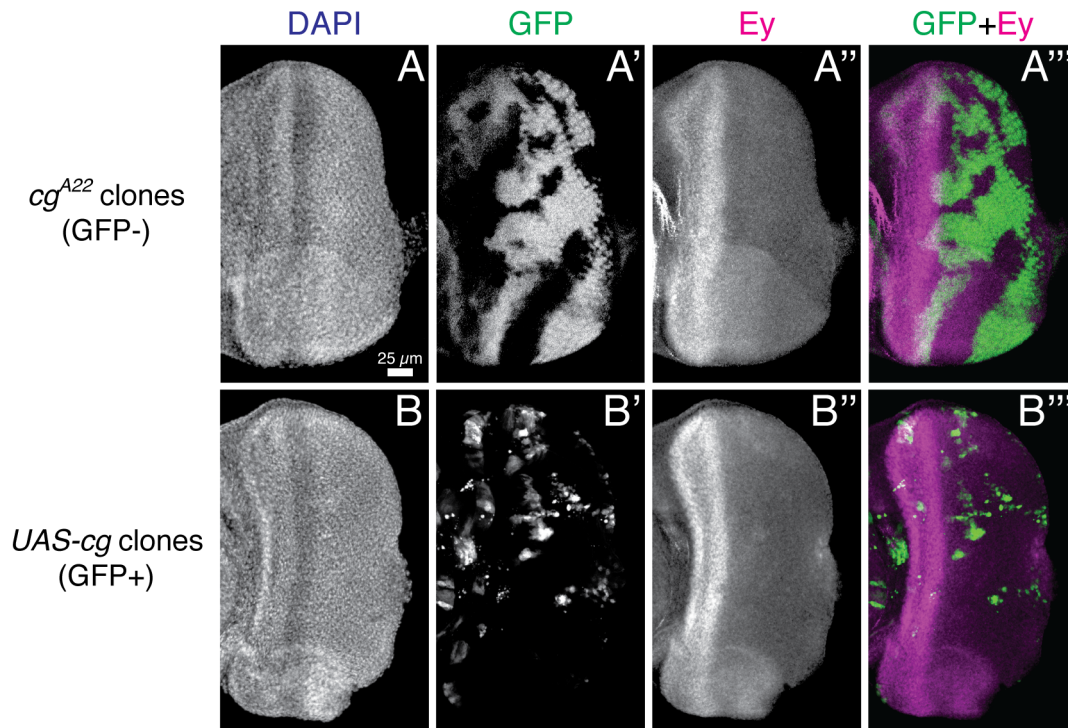 DAPI GFP Ey GFP+Ey
A A' A'' A'''
cg^A22 clones
(GFP-)
25 µm
B B' B'' B'''
UAS-cg clones
(GFP+)